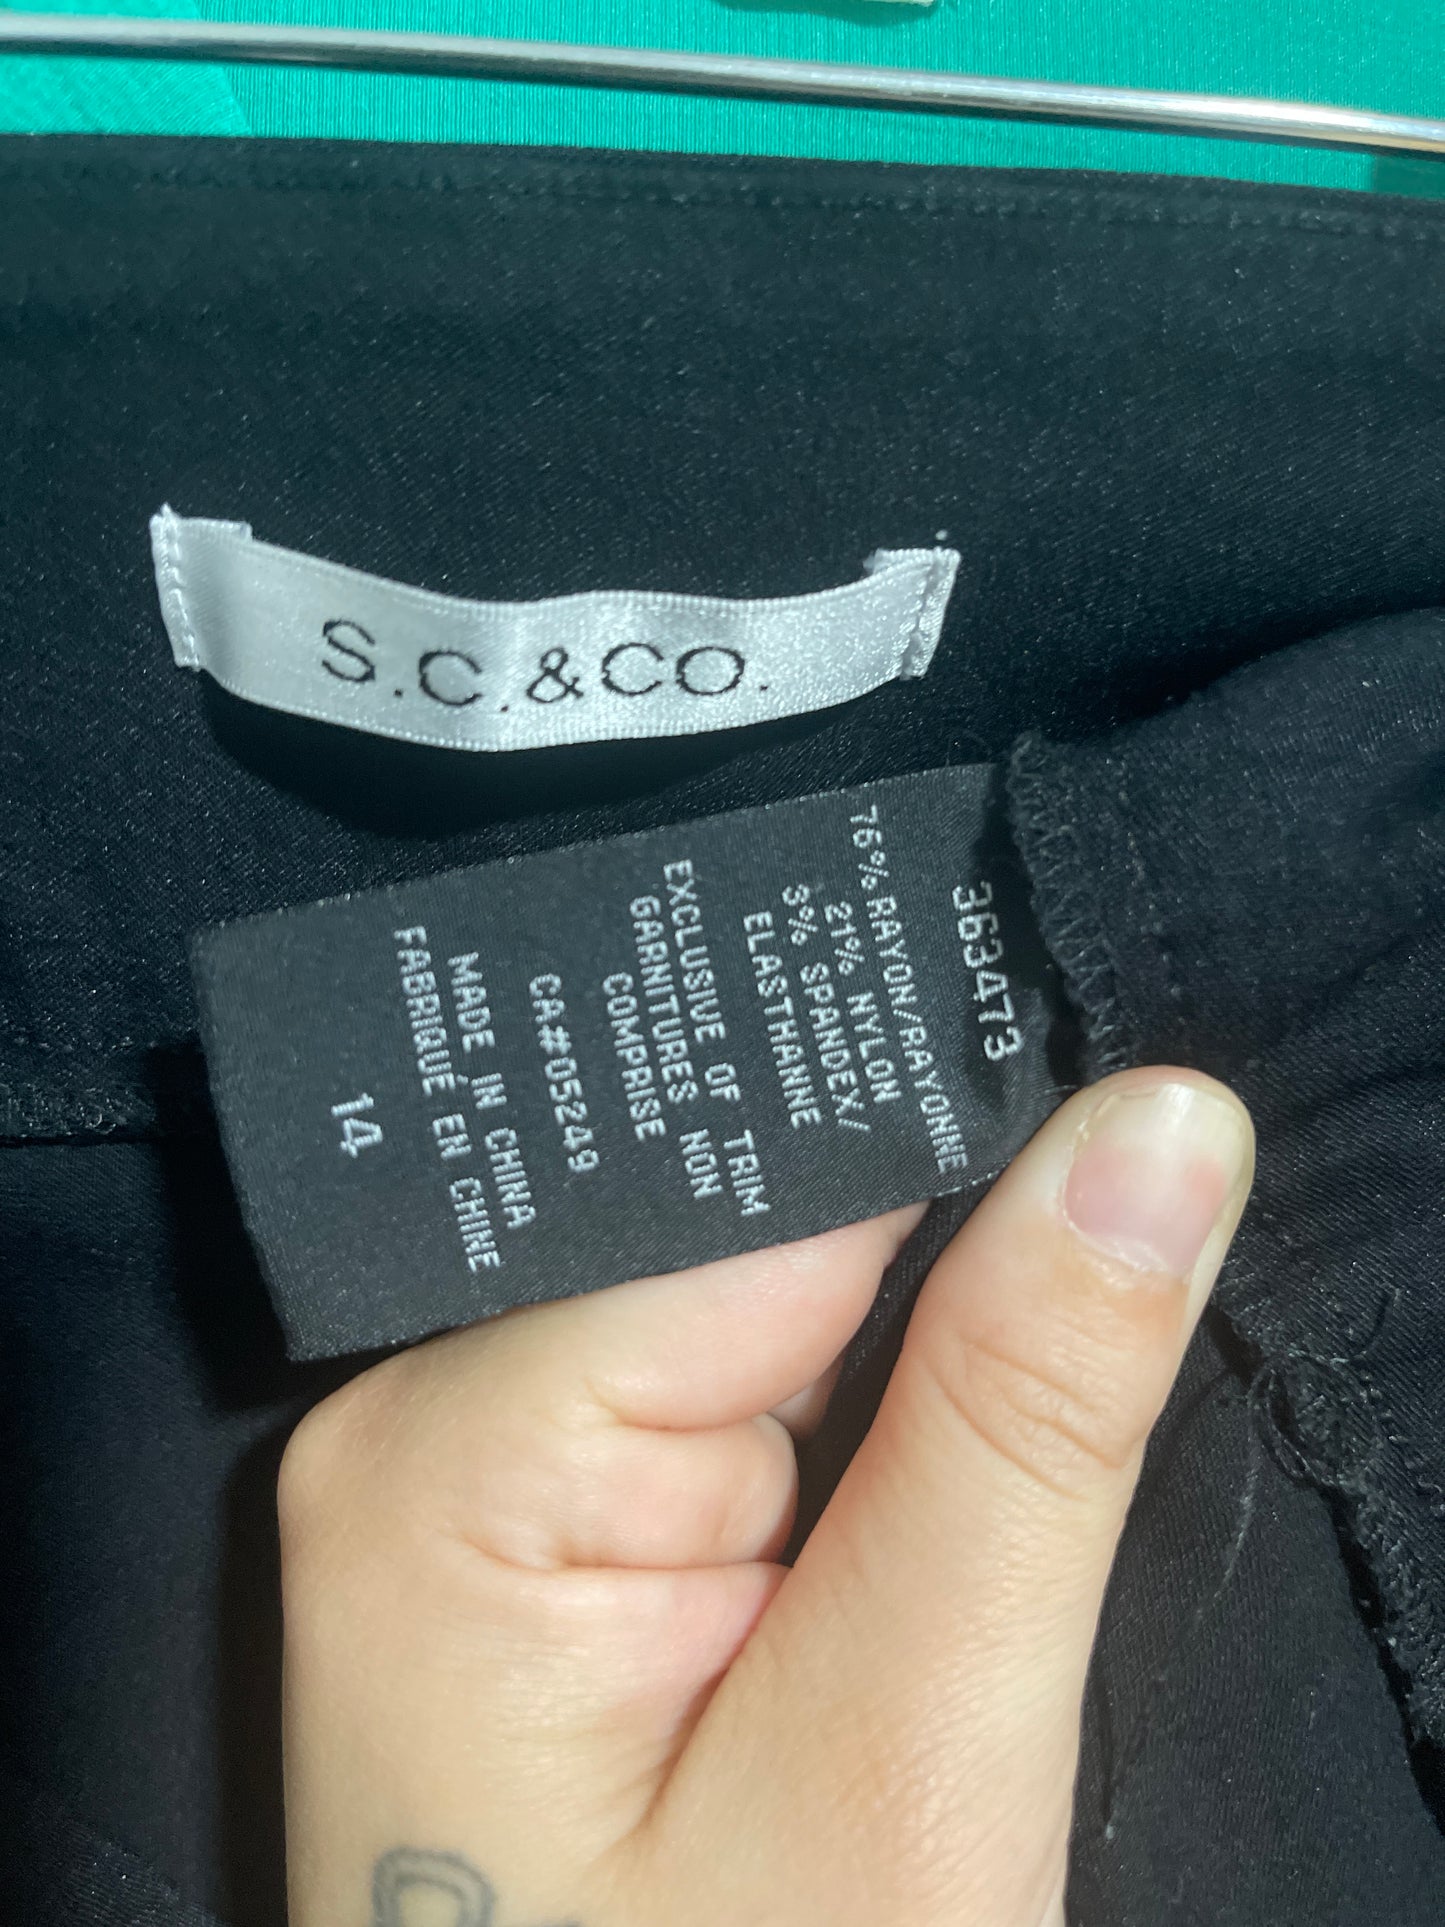 S.C.&CO.
363473
76% RAYON/RAYONNE
21% NYLON
3% SPANDEX/
ELASTHANNE
EXCLUSIVE OF TRIM
GARNITURES NON
COMPRISE
CA#05249
MADE IN CHINA
FABRIQUE EN CHINE
14